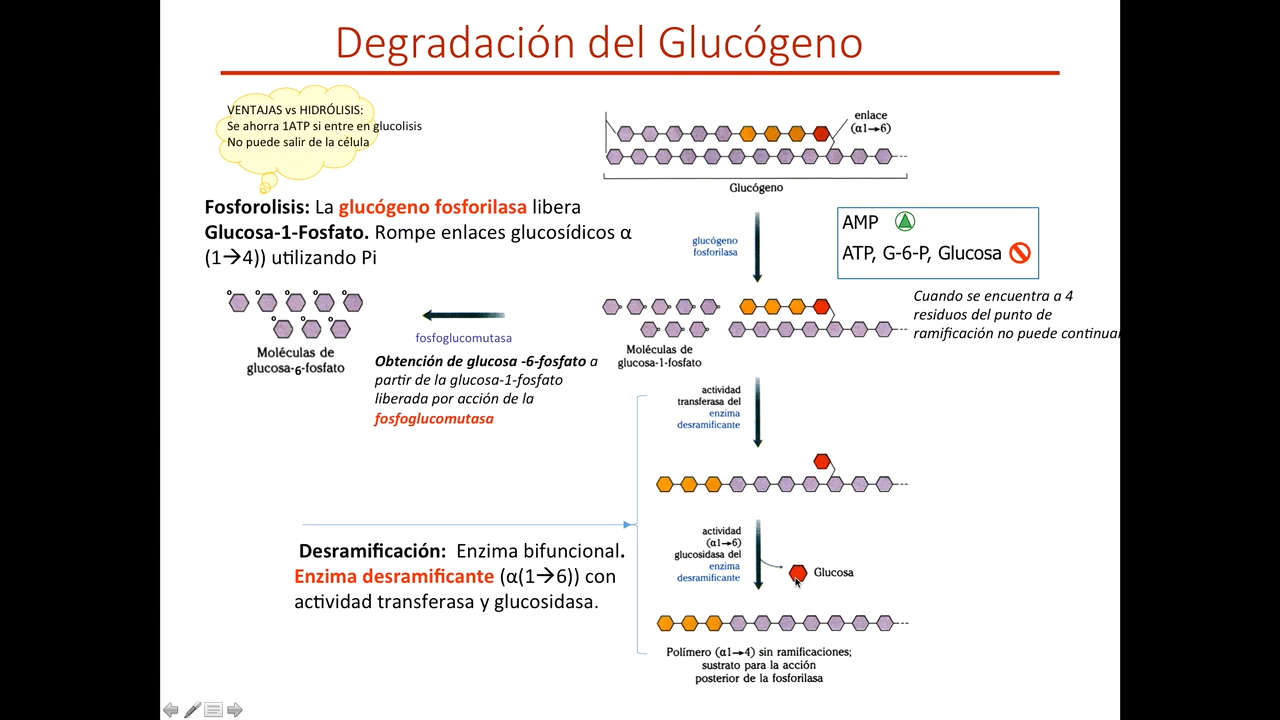 Degradación del Glucógeno
VENTAJAS vs HIDRÓLISIS:
Se ahorra 1ATP si entre en glucolisis
No puede salir de la célula
enlace
(α1→6)
Glucógeno
Fosforolisis: La glucógeno fosforilasa libera
Glucosa-1-Fosfato. Rompe enlaces glucosídicos α
(1→4)) utilizando Pi
glucógeno
fosforilasa
AMP
ATP, G-6-P, Glucosa
Cuando se encuentra a 4
residuos del punto de
ramificación no puede continuar
fosfoglucomutasa
Moléculas de
glucosa-6-fosfato
Moléculas de
glucosa-1-fosfato
Obtención de glucosa -6-fosfato a
partir de la glucosa-1-fosfato
liberada por acción de la
fosfoglucomutasa
actividad
transferasa del
enzima
desramificante
Desramificación: Enzima bifuncional.
Enzima desramificante (α(1→6)) con
actividad transferasa y glucosidasa.
actividad
(α1→6)
glucosidasa del
enzima
desramificante
Glucosa
Polímero (α1→4) sin ramificaciones;
sustrato para la acción
posterior de la fosforilasa